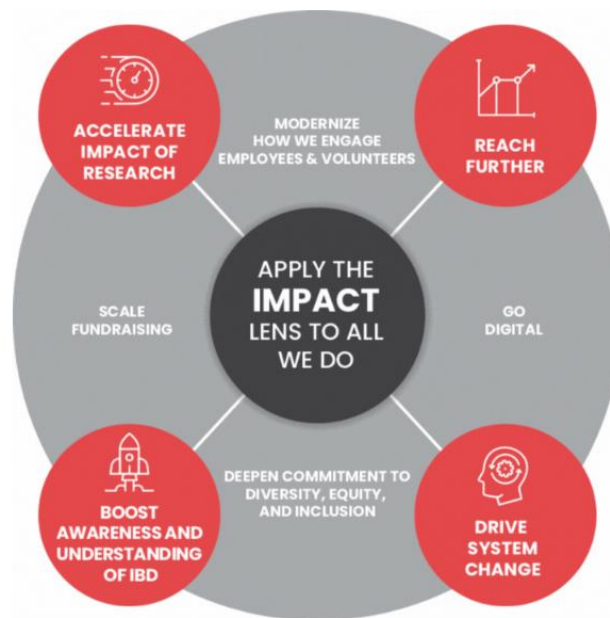 ACCELERATE
IMPACT OF
RESEARCH
MODERNIZE
HOW WE ENGAGE
EMPLOYEES & VOLUNTEERS
REACH
FURTHER
SCALE
FUNDRAISING
APPLY THE
IMPACT
LENS TO ALL
WE DO
GO
DIGITAL
BOOST
AWARENESS AND
UNDERSTANDING
OF IBD
DEEPEN COMMITMENT TO
DIVERSITY, EQUITY,
AND INCLUSION
DRIVE
SYSTEM
CHANGE